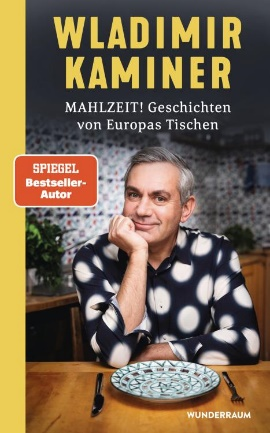 WLADIMIR
KAMINER
MAHLZEIT! Geschichten
von Europas Tischen
SPIEGEL
Bestseller-
Autor
WUNDERRAUM